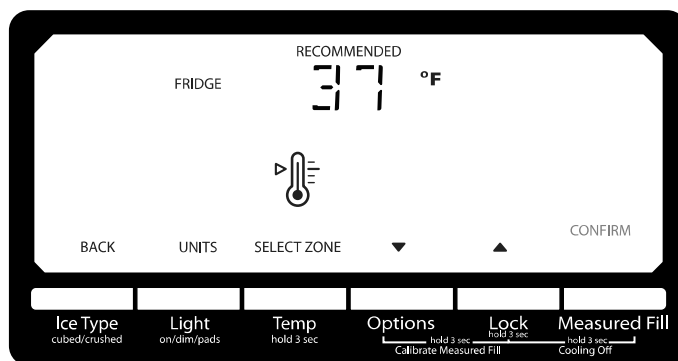 RECOMMENDED
FRIDGE 37 °F
BACK UNITS SELECT ZONE ▼ ▲ CONFIRM
Ice Type Light Temp Options Lock Measured Fill
cubed/crushed on/dim/pads hold 3 sec hold 3 sec hold 3 sec hold 3 sec
Calibrate Measured Fill Cooling Off